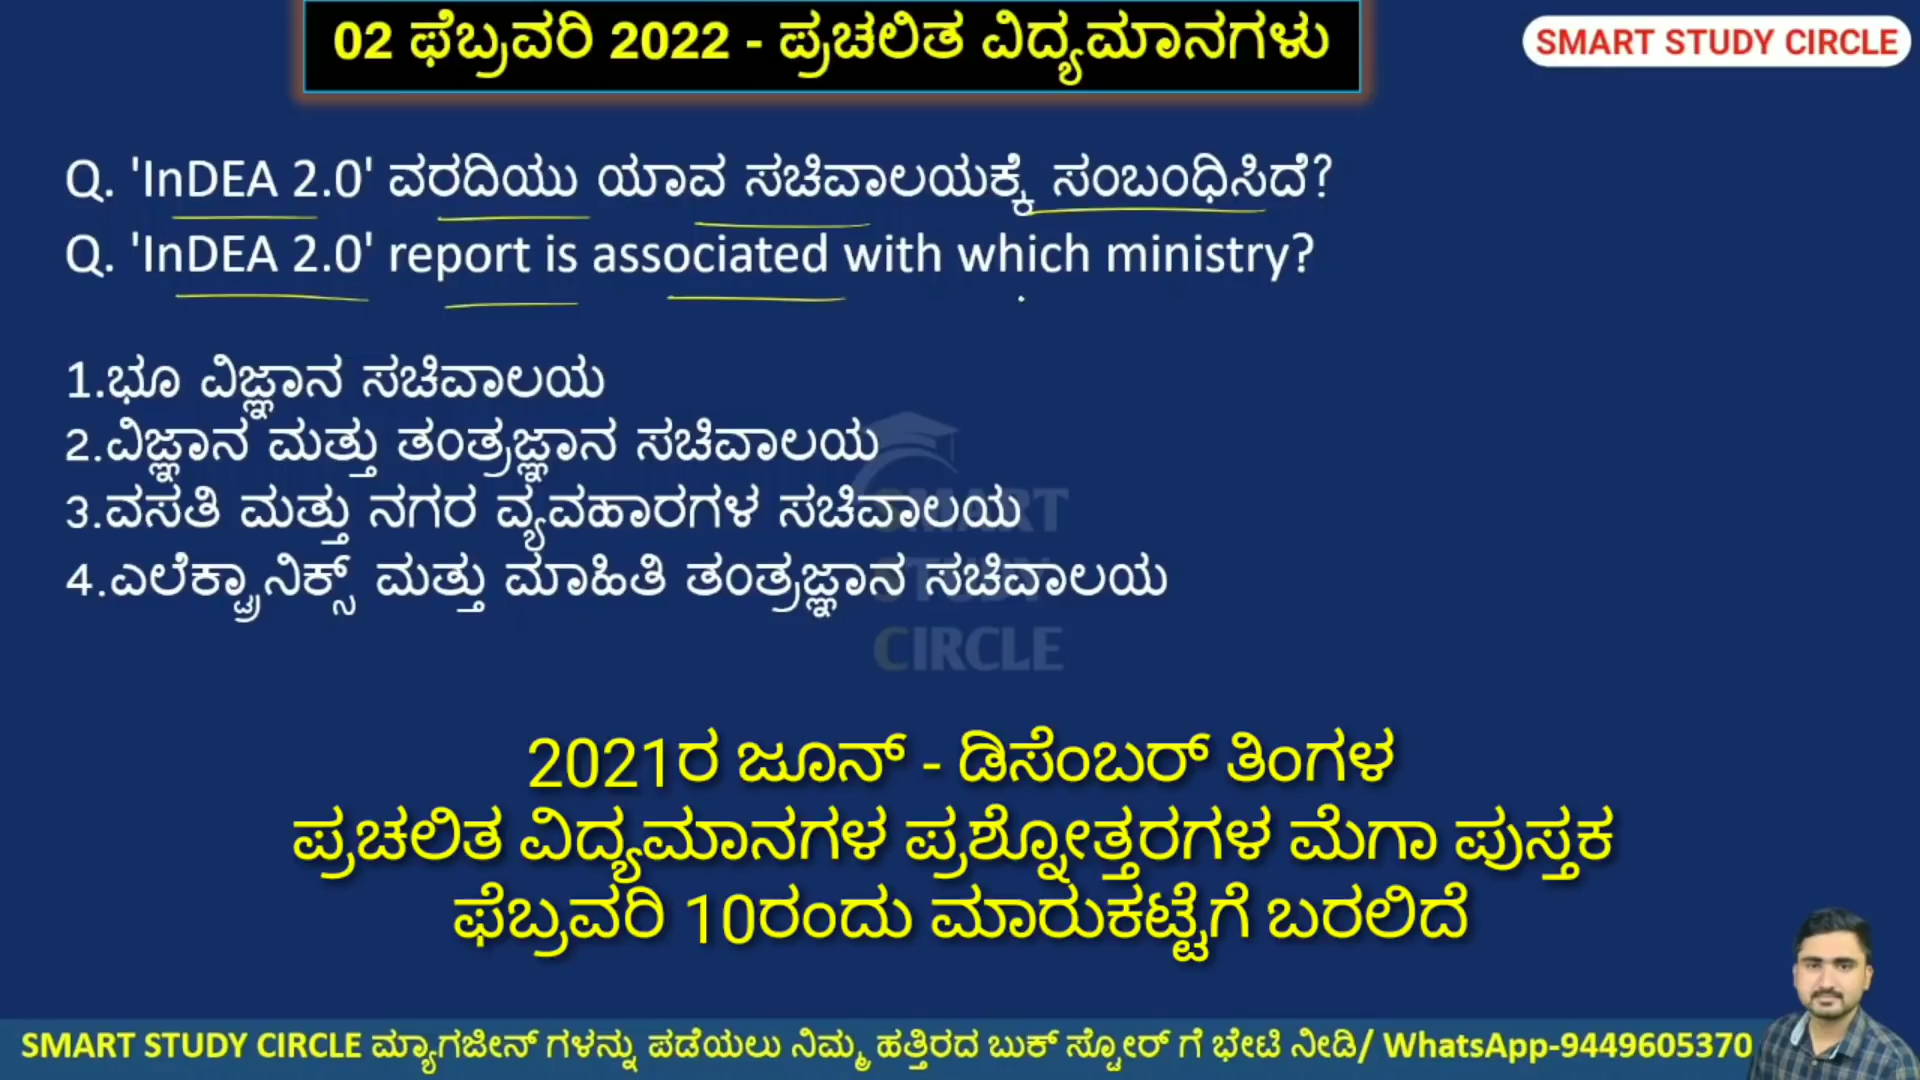 02 ಫೆಬ್ರವರಿ 2022 - ಪ್ರಚಲಿತ ವಿದ್ಯಮಾನಗಳು
SMART STUDY CIRCLE
Q. 'InDEA 2.0' ವರದಿಯು ಯಾವ ಸಚಿವಾಲಯಕ್ಕೆ ಸಂಬಂಧಿಸಿದೆ?
Q. 'InDEA 2.0' report is associated with which ministry?
1.ಭೂ ವಿಜ್ಞಾನ ಸಚಿವಾಲಯ
2.ವಿಜ್ಞಾನ ಮತ್ತು ತಂತ್ರಜ್ಞಾನ ಸಚಿವಾಲಯ
3.ವಸತಿ ಮತ್ತು ನಗರ ವ್ಯವಹಾರಗಳ ಸಚಿವಾಲಯ
4.ಎಲೆಕ್ಟ್ರಾನಿಕ್ಸ್ ಮತ್ತು ಮಾಹಿತಿ ತಂತ್ರಜ್ಞಾನ ಸಚಿವಾಲಯ
SMART
STUDY
CIRCLE
2021ರ ಜೂನ್ - ಡಿಸೆಂಬರ್ ತಿಂಗಳ
ಪ್ರಚಲಿತ ವಿದ್ಯಮಾನಗಳ ಪ್ರಶ್ನೋತ್ತರಗಳ ಮೆಗಾ ಪುಸ್ತಕ
ಫೆಬ್ರವರಿ 10ರಂದು ಮಾರುಕಟ್ಟೆಗೆ ಬರಲಿದೆ
SMART STUDY CIRCLE ಮ್ಯಾಗಜೀನ್ ಗಳನ್ನು ಪಡೆಯಲು ನಿಮ್ಮ ಹತ್ತಿರದ ಬುಕ್ ಸ್ಟೋರ್ ಗೆ ಭೇಟಿ ನೀಡಿ/ WhatsApp-9449605370